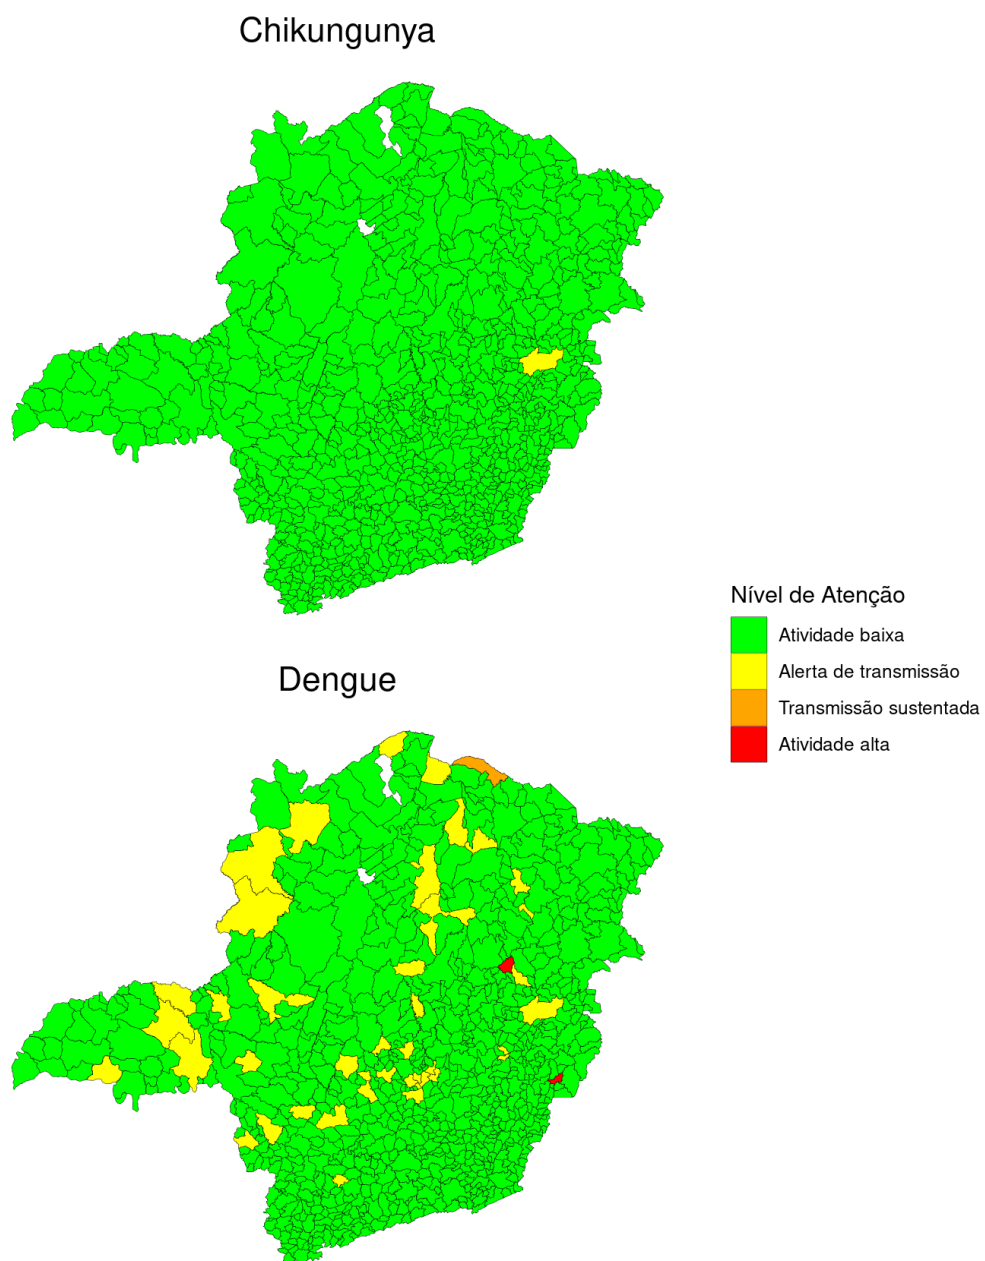 Chikungunya
Nível de Atenção
Atividade baixa
Alerta de transmissão
Transmissão sustentada
Atividade alta
Dengue